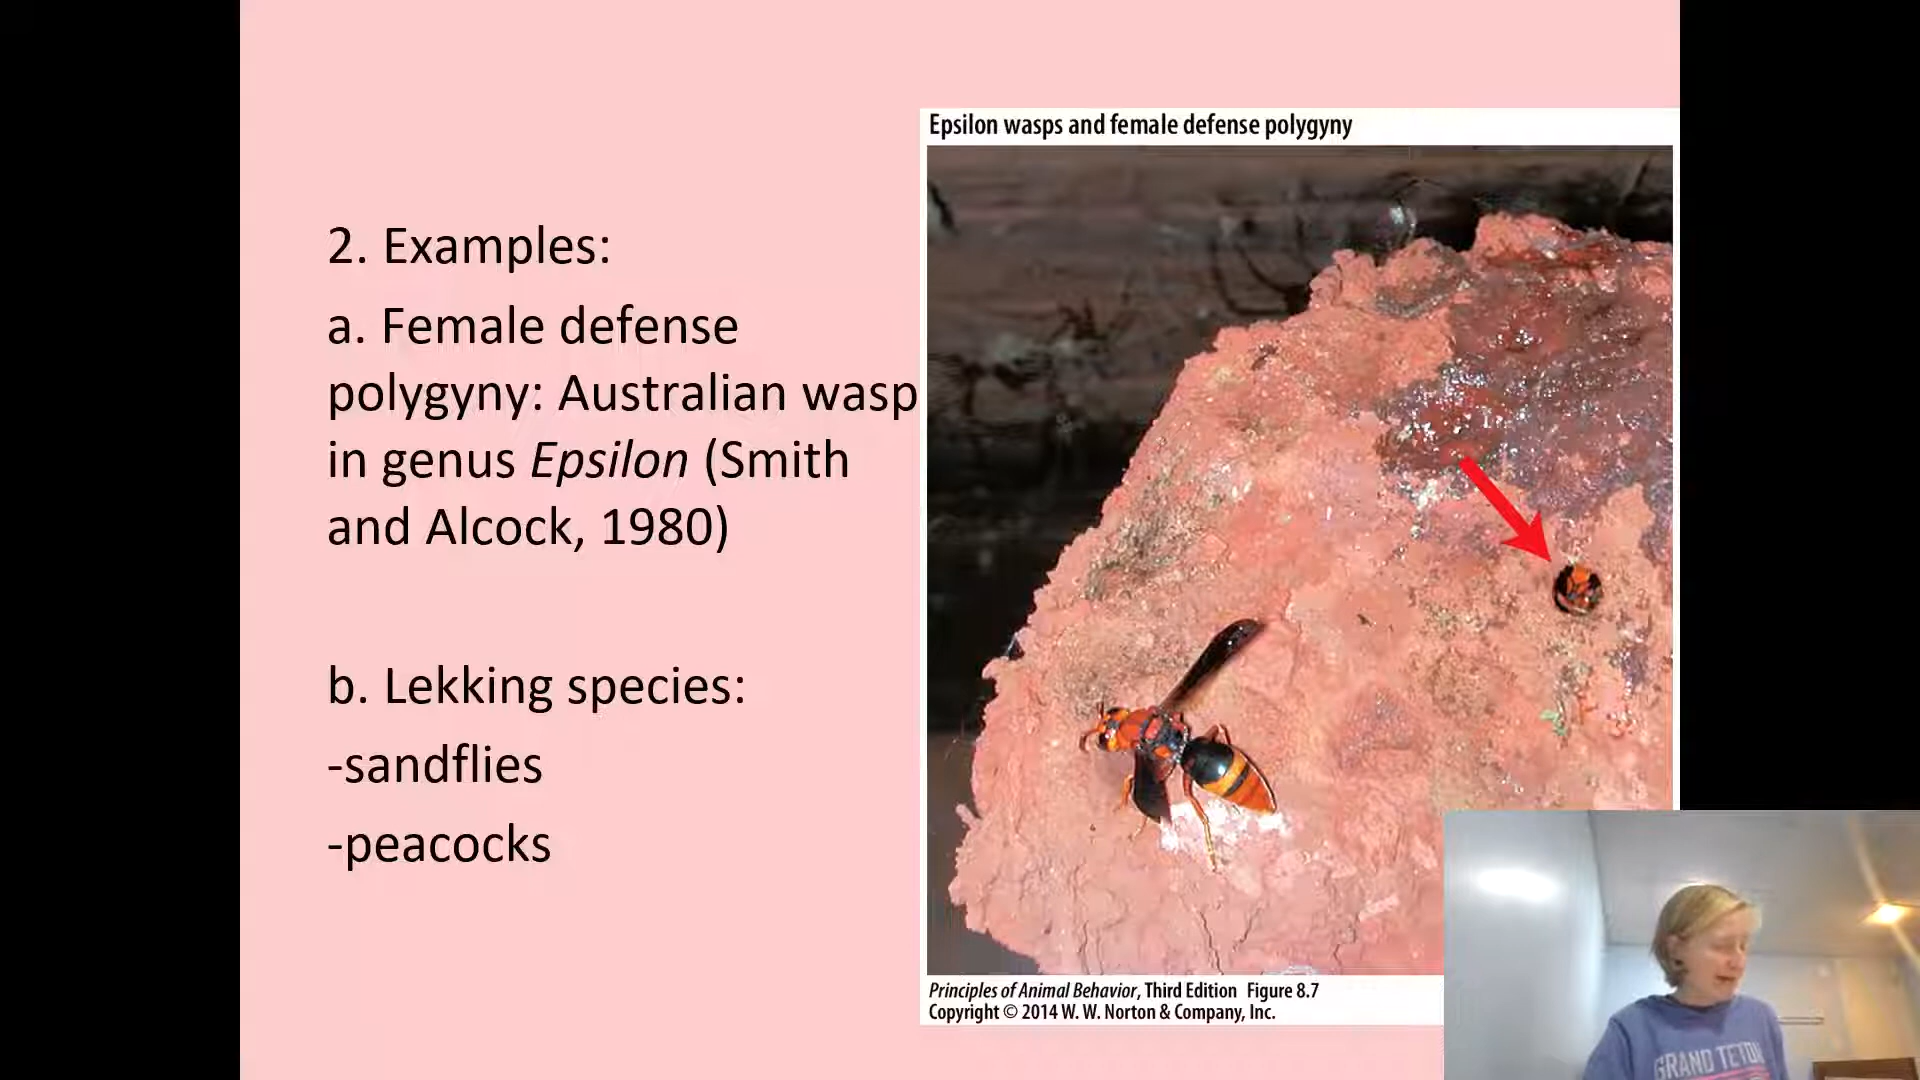 2. Examples:
a. Female defense
polygyny: Australian wasp
in genus Epsilon (Smith
and Alcock, 1980)
b. Lekking species:
-sandflies
-peacocks
Epsilon wasps and female defense polygyny
Principles of Animal Behavior, Third Edition Figure 8.7
Copyright © 2014 W. W. Norton & Company, Inc.
GRAND TETON